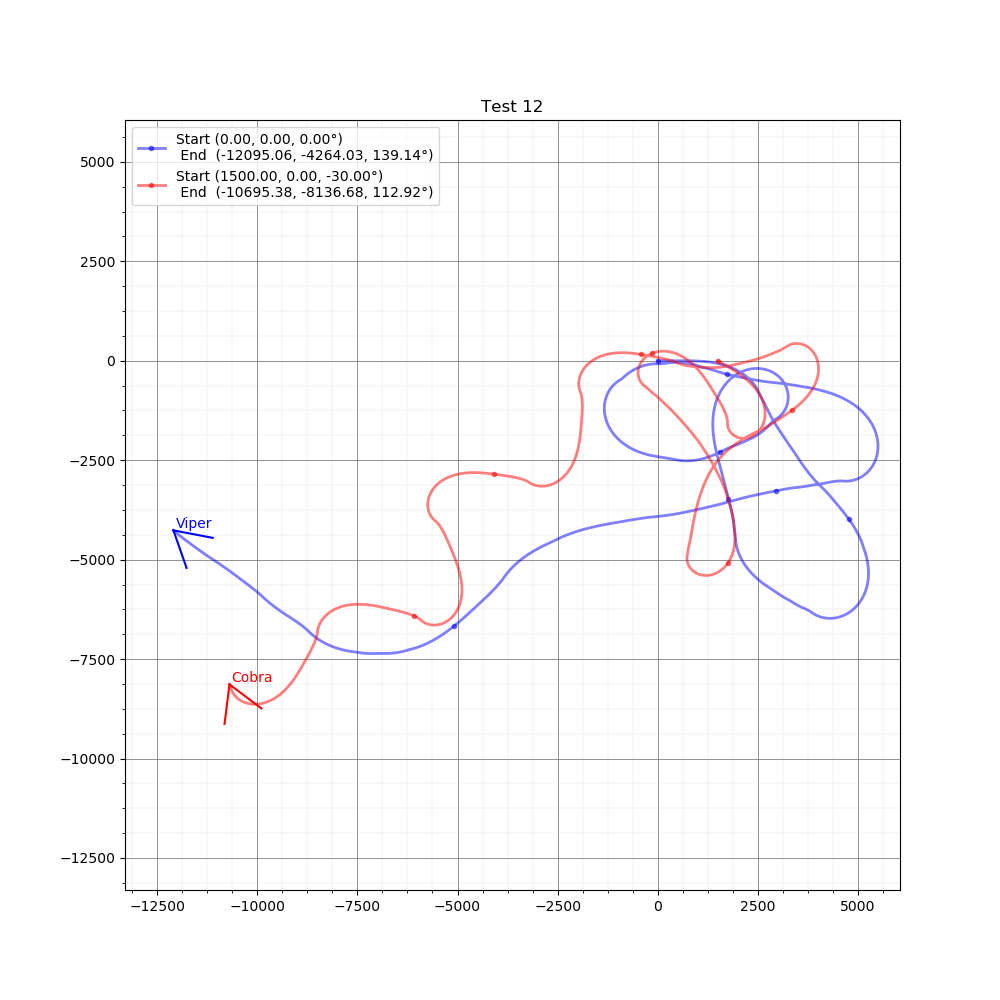 Test 12
Start (0.00, 0.00, 0.00°)
End  (-12095.06, -4264.03, 139.14°)
Start (1500.00, 0.00, -30.00°)
End  (-10695.38, -8136.68, 112.92°)
5000
2500
0
−2500
−5000
−7500
−10000
−12500
Viper
Cobra
−12500 −10000 −7500 −5000 −2500 0 2500 5000